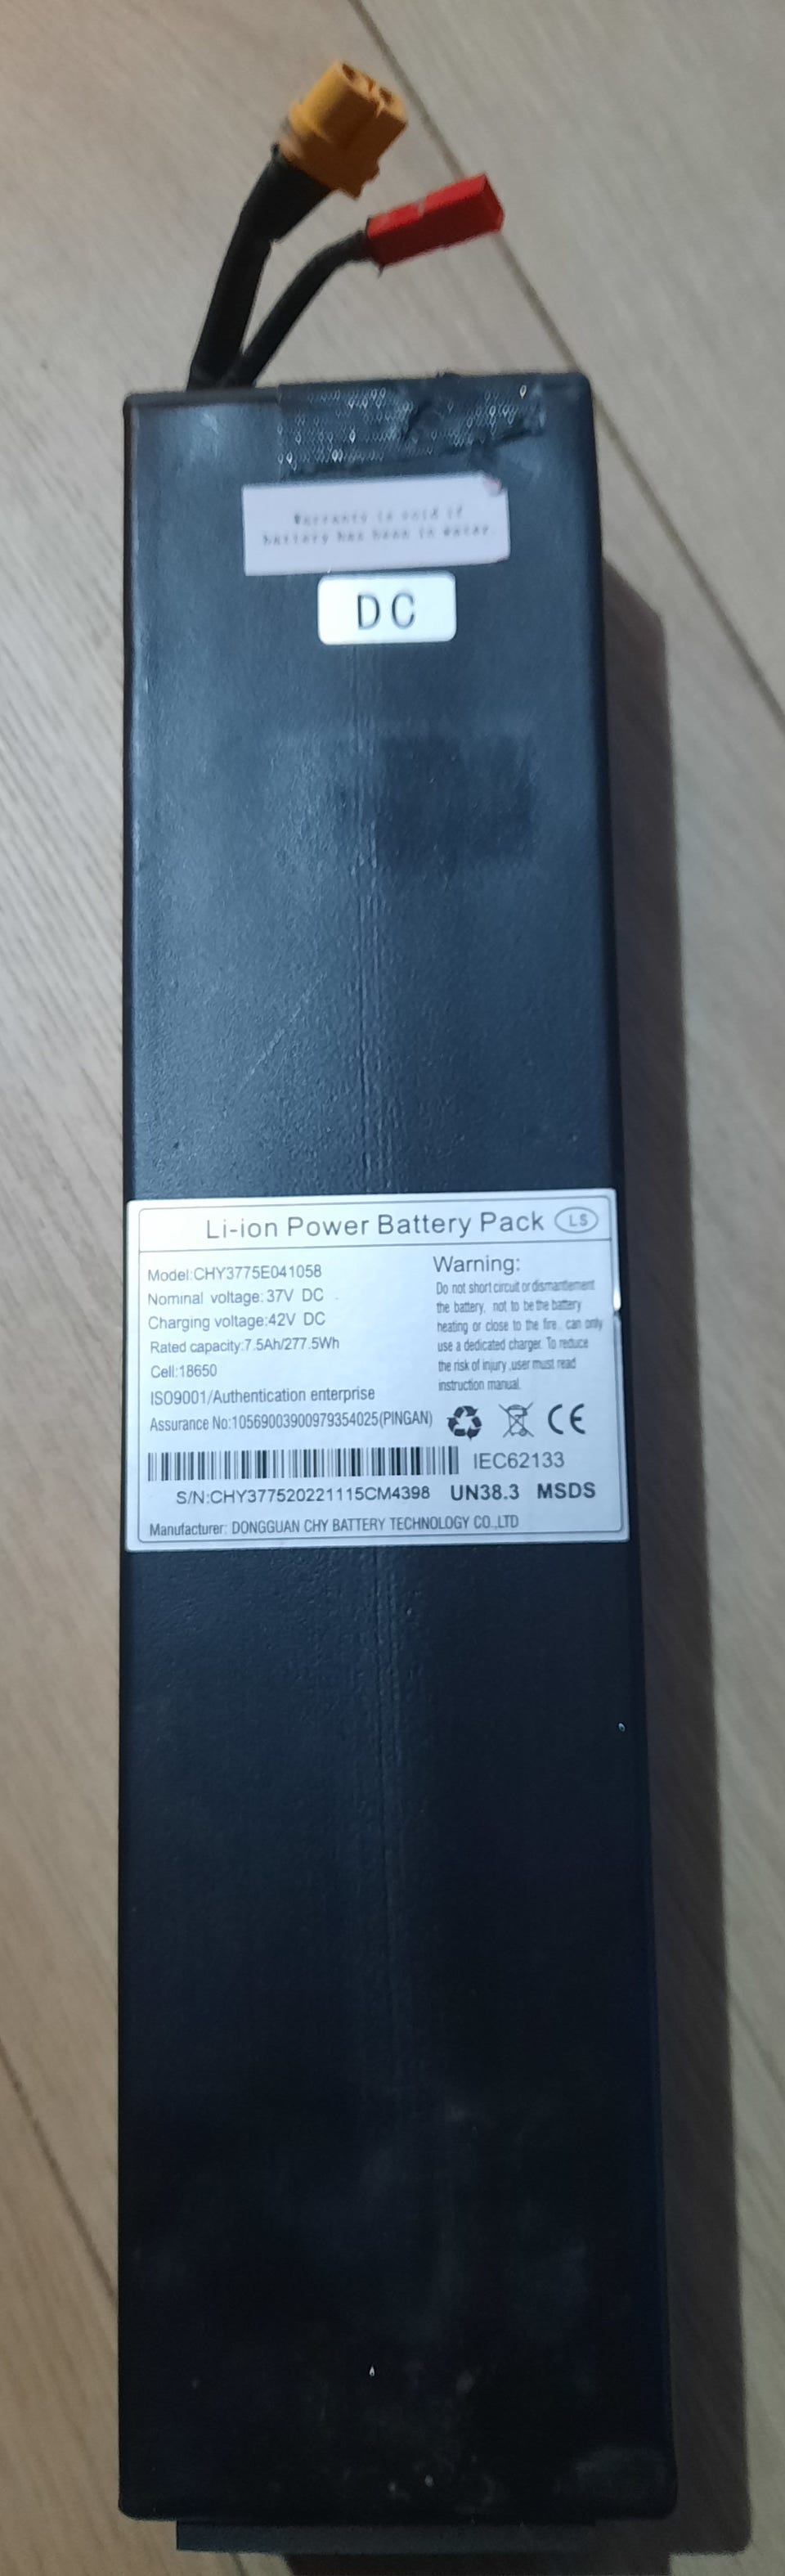 Warranty is void if
battery has been in water.
DC
Li-ion Power Battery Pack LS
Model:CHY3775E041058
Nominal voltage:37V DC
Charging voltage:42V DC
Rated capacity:7.5Ah/277.5Wh
Cell:18650
ISO9001/Authentication enterprise
Assurance No:10569003900979354025(PINGAN)
Warning:
Do not short circuit or dismantlement
the battery, not to be the battery
heating or close to the fire, can only
use a dedicated charger. To reduce
the risk of injury ,user must read
instruction manual.
CE
IEC62133
S/N:CHY377520221115CM4398 UN38.3 MSDS
Manufacturer: DONGGUAN CHY BATTERY TECHNOLOGY CO.,LTD